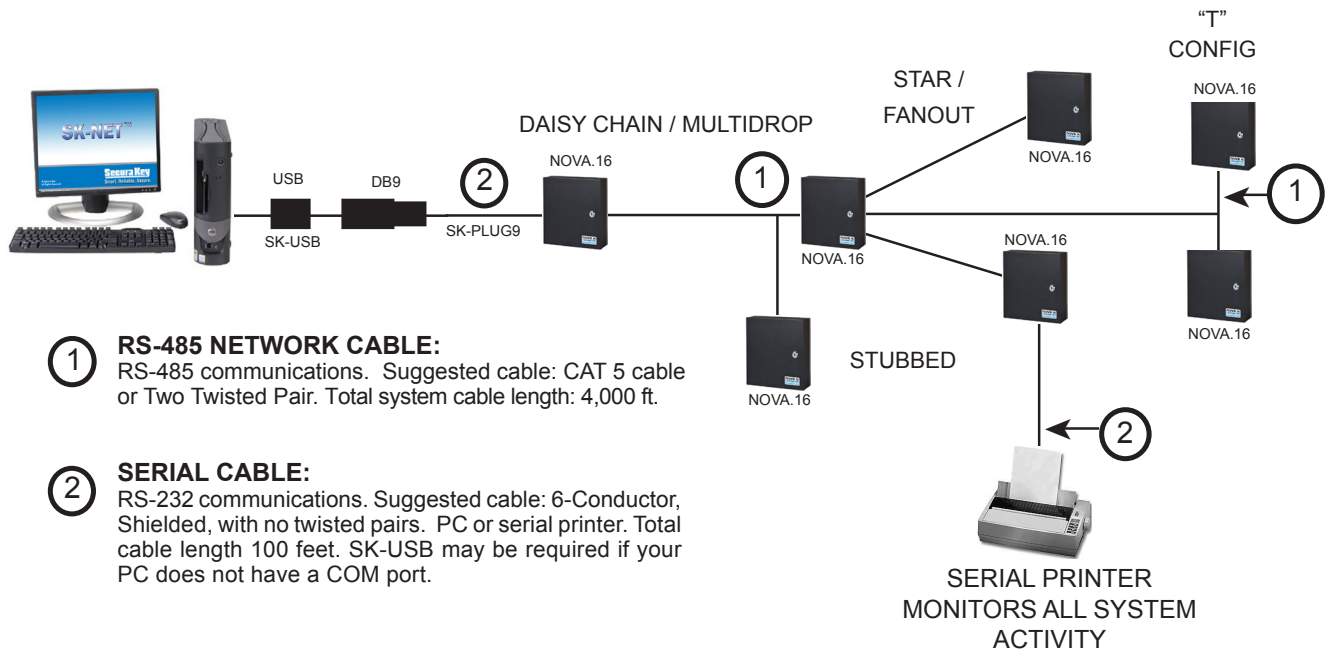 "T"
CONFIG
NOVA.16
STAR /
FANOUT
NOVA.16
DAISY CHAIN / MULTIDROP
SK-NET™
Secura Key
USB
SK-USB
DB9
2
SK-PLUG9
NOVA.16
1
NOVA.16
1
NOVA.16
NOVA.16
STUBBED
NOVA.16
1
RS-485 NETWORK CABLE:
RS-485 communications. Suggested cable: CAT 5 cable
or Two Twisted Pair. Total system cable length: 4,000 ft.
2
SERIAL CABLE:
RS-232 communications. Suggested cable: 6-Conductor,
Shielded, with no twisted pairs. PC or serial printer. Total
cable length 100 feet. SK-USB may be required if your
PC does not have a COM port.
2
SERIAL PRINTER
MONITORS ALL SYSTEM
ACTIVITY